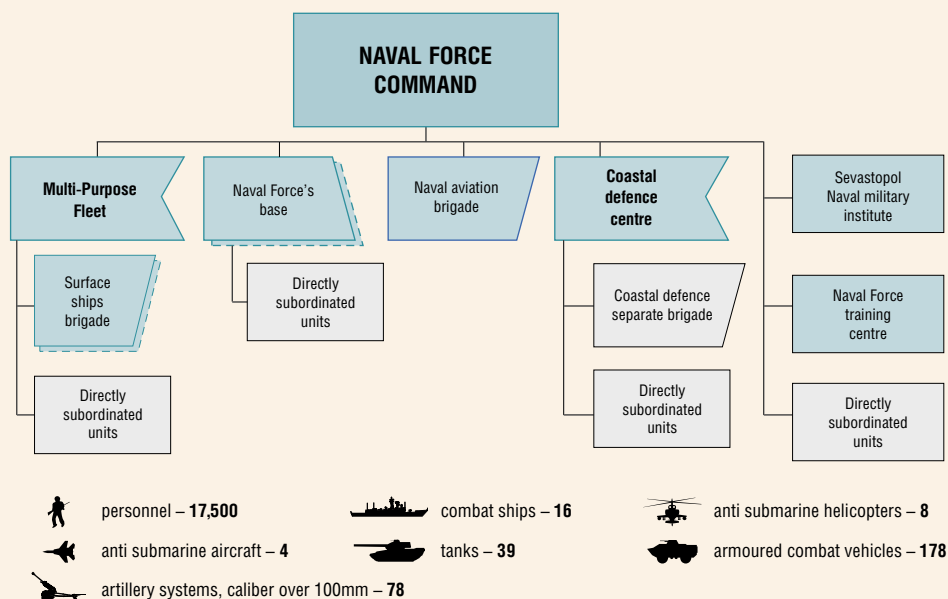 NAVAL FORCE
COMMAND
Multi-Purpose
Fleet
Naval Force's
base
Naval aviation
brigade
Coastal
defence
centre
Sevastopol
Naval military
institute
Surface
ships
brigade
Directly
subordinated
units
Coastal defence
separate brigade
Naval Force
training
centre
Directly
subordinated
units
Directly
subordinated
units
Directly
subordinated
units
personnel – 17,500
combat ships – 16
anti submarine helicopters – 8
anti submarine aircraft – 4
tanks – 39
armoured combat vehicles – 178
artillery systems, caliber over 100mm – 78